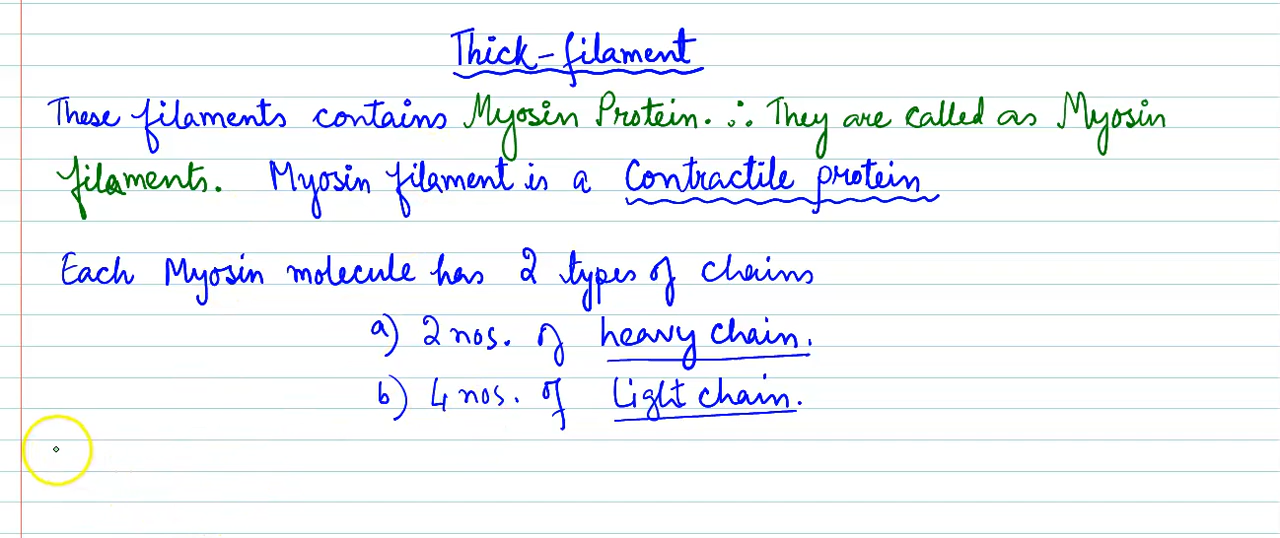 Thick-filament
These filaments contains Myosin Protein. ∴ They are called as Myosin
filaments. Myosin filament is a Contractile protein
Each Myosin molecule has 2 types of chains
a) 2 nos. of heavy chain.
b) 4 nos. of light chain.